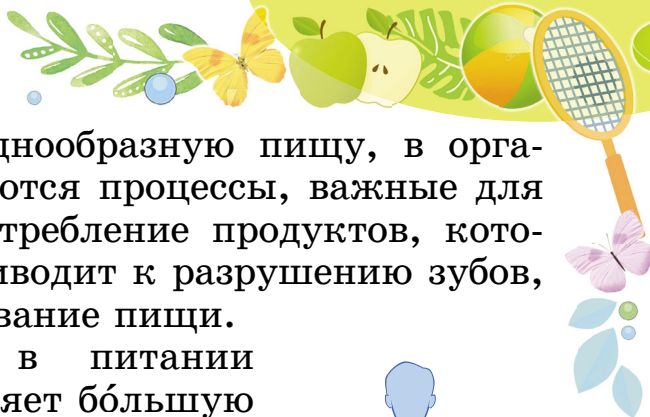 днообразную пищу, в орга-
ются процессы, важные для
требление продуктов, кото-
иводит к разрушению зубов,
вание пищи.
в питании
яет бо́льшую